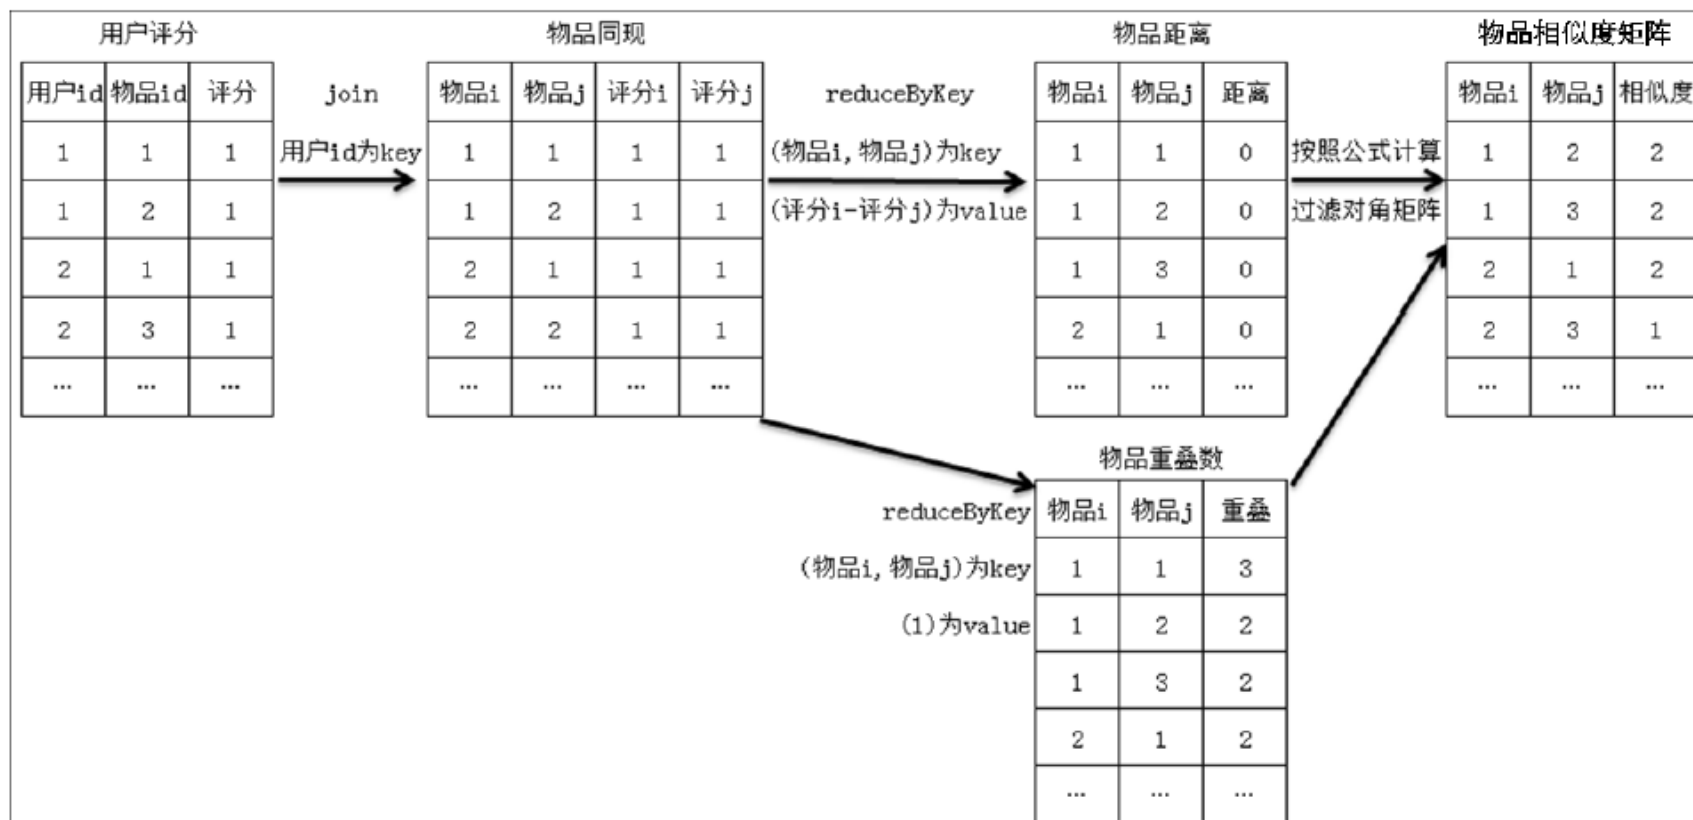 用户评分
用户id 物品id 评分
1 1 1
1 2 1
2 1 1
2 3 1
… … …
join
用户id为key
物品同现
物品i 物品j 评分i 评分j
1 1 1 1
1 2 1 1
2 1 1 1
2 2 1 1
… … … …
reduceByKey
(物品i,物品j)为key
(评分i-评分j)为value
物品距离
物品i 物品j 距离
1 1 0
1 2 0
1 3 0
2 1 0
… … …
按照公式计算
过滤对角矩阵
物品相似度矩阵
物品i 物品j 相似度
1 2 2
1 3 2
2 1 2
2 3 1
… … …
reduceByKey
(物品i,物品j)为key
(1)为value
物品重叠数
物品i 物品j 重叠
1 1 3
1 2 2
1 3 2
2 1 2
… … …